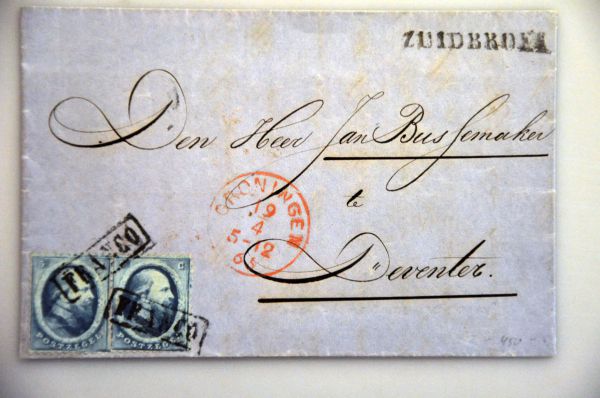 ZUIDBROEK
Den Heer Jan Bussemaker
te
Deventer.
GRONINGEN
19
4
5-12
FRANCO
FRANCO
POSTZEGEL
POSTZEGEL